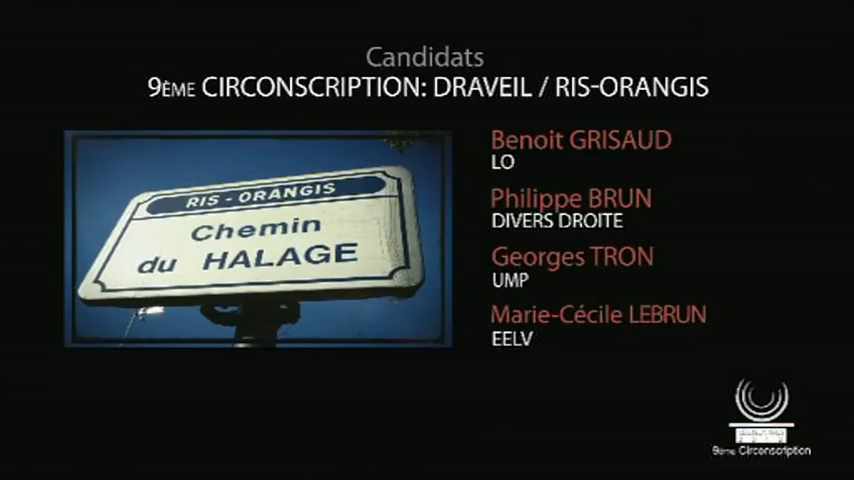 Candidats
9ÈME CIRCONSCRIPTION: DRAVEIL / RIS-ORANGIS
RIS - ORANGIS
Chemin
du HALAGE
Benoit GRISAUD
LO
Philippe BRUN
DIVERS DROITE
Georges TRON
UMP
Marie-Cécile LEBRUN
EELV
9ème Circonscription